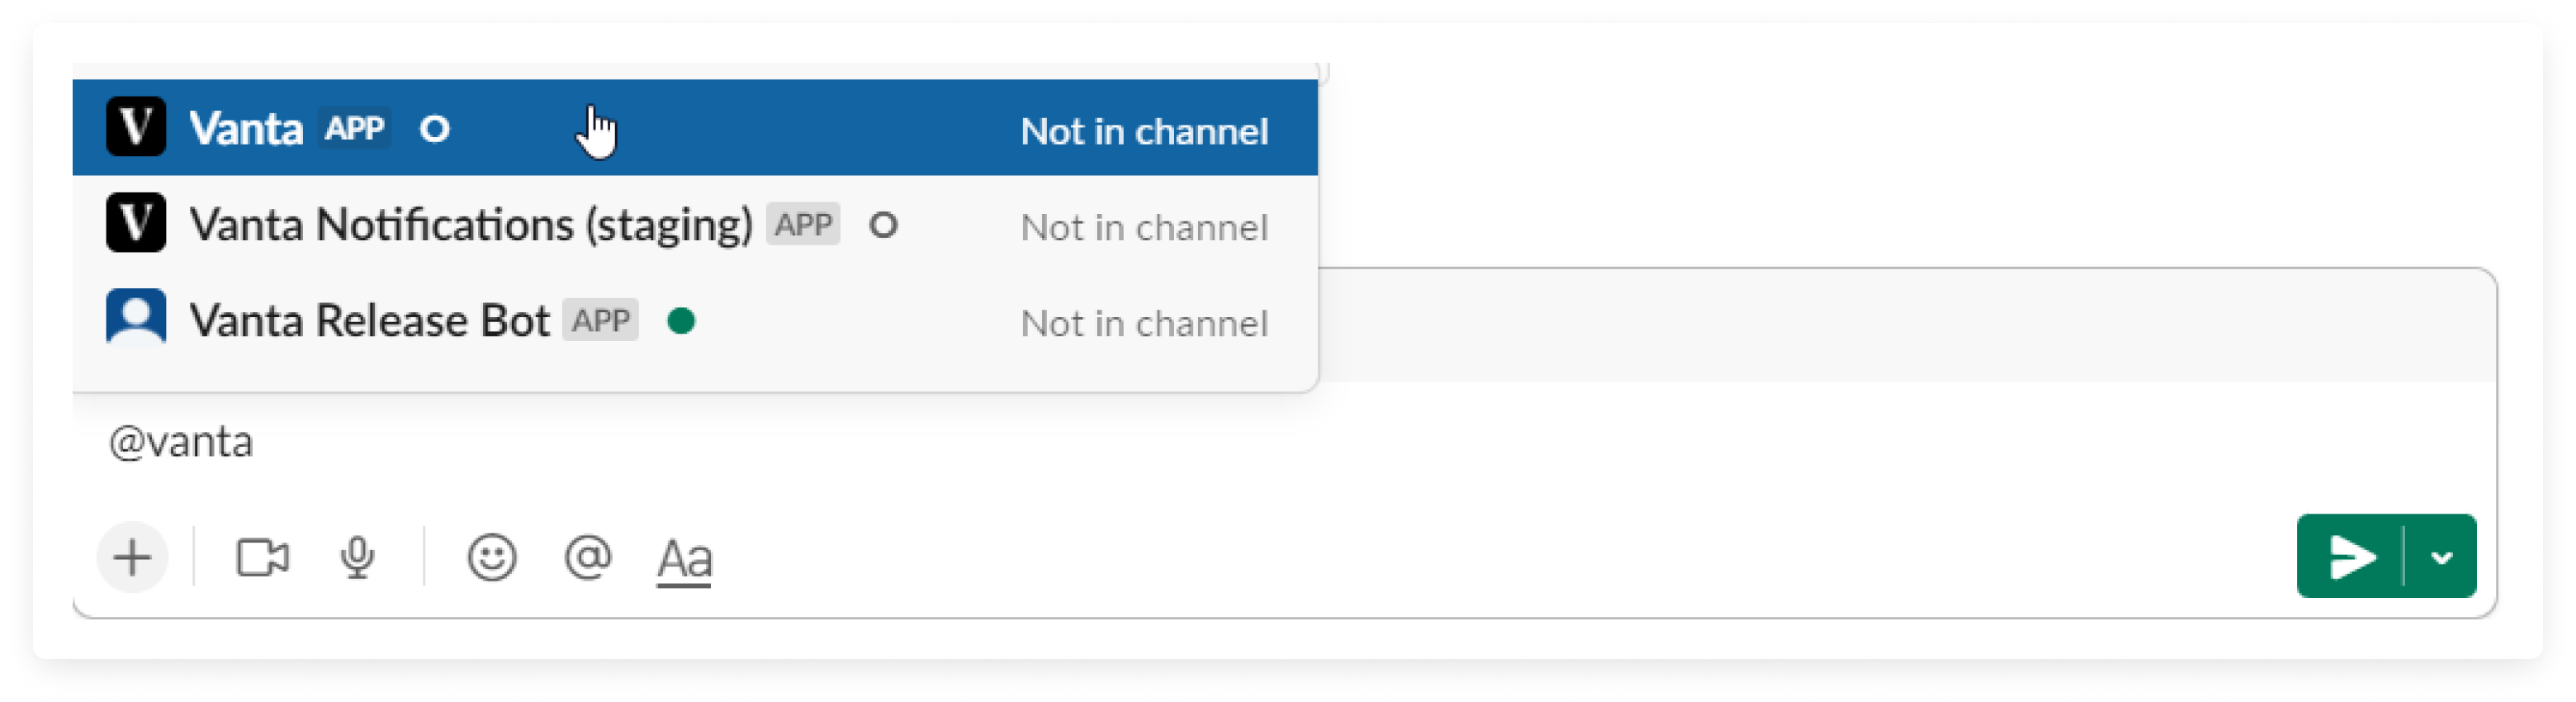 V Vanta APP Not in channel
V Vanta Notifications (staging) APP Not in channel
Vanta Release Bot APP Not in channel
@vanta
Aa